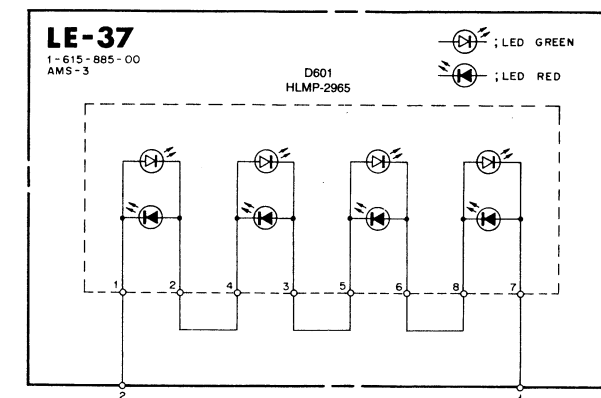 LE-37
1-615-885-00
AMS-3
; LED GREEN
; LED RED
D601
HLMP-2965
1 2 4 3 5 6 8 7
2 1